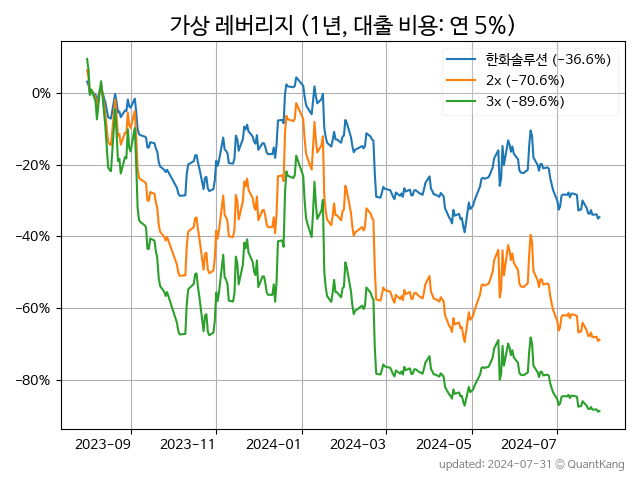 가상 레버리지 (1년, 대출 비용: 연 5%)
한화솔루션 (−36.6%)
2x (−70.6%)
3x (−89.6%)
0%
−20%
−40%
−60%
−80%
2023-09 2023-11 2024-01 2024-03 2024-05 2024-07
updated: 2024-07-31 © QuantKang